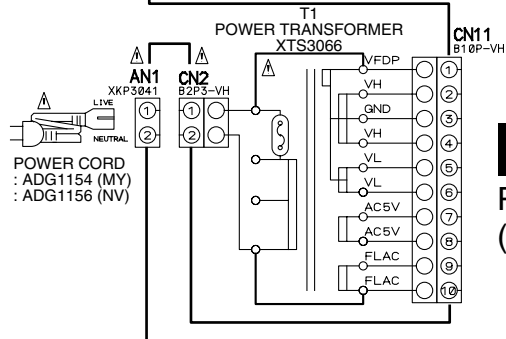 T1
POWER TRANSFORMER
XTS3066
CN11
B10P-VH
AN1
XKP3041
CN2
B2P3-VH
LIVE
NEUTRAL
POWER CORD
: ADG1154 (MY)
: ADG1156 (NV)
1
2
1
2
VFDP
VH
GND
VH
VL
VL
AC5V
AC5V
FLAC
FLAC
1
2
3
4
5
6
7
8
9
10